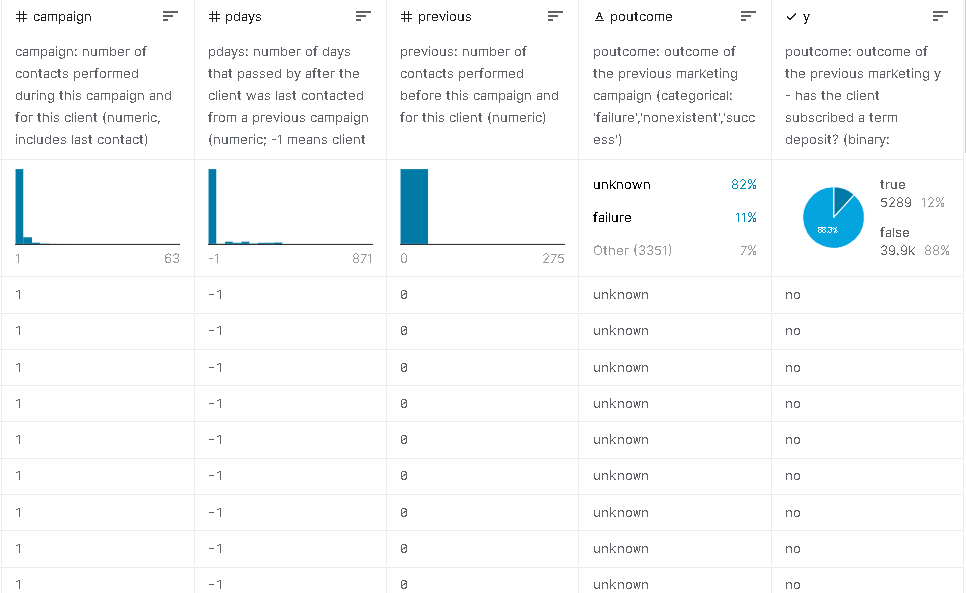 # campaign
# pdays
# previous
A poutcome
✓ y
campaign: number of
contacts performed
during this campaign and
for this client (numeric,
includes last contact)
pdays: number of days
that passed by after the
client was last contacted
from a previous campaign
(numeric; -1 means client
previous: number of
contacts performed
before this campaign and
for this client (numeric)
poutcome: outcome of
the previous marketing
campaign (categorical:
'failure','nonexistent','succ
ess')
poutcome: outcome of
the previous marketing y
- has the client
subscribed a term
deposit? (binary:
1 63
-1 871
0 275
unknown 82%
failure 11%
Other (3351) 7%
88.3%
true
5289 12%
false
39.9k 88%
1 -1 0 unknown no
1 -1 0 unknown no
1 -1 0 unknown no
1 -1 0 unknown no
1 -1 0 unknown no
1 -1 0 unknown no
1 -1 0 unknown no
1 -1 0 unknown no
1 -1 0 unknown no